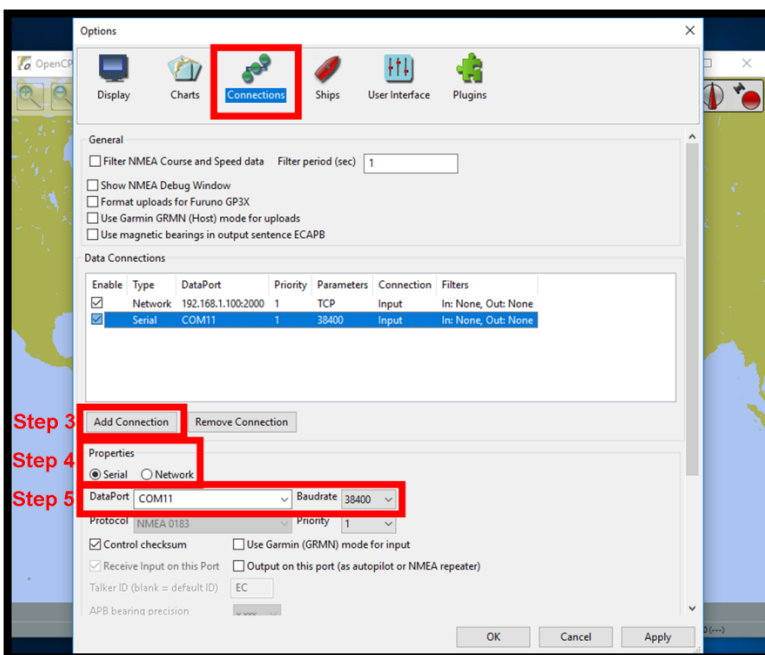 Options
OpenCP
Display Charts Connections Ships User Interface Plugins
General
Filter NMEA Course and Speed data Filter period (sec) 1
Show NMEA Debug Window
Format uploads for Furuno GP3X
Use Garmin GRMN (Host) mode for uploads
Use magnetic bearings in output sentence ECAPB
Data Connections
Enable Type DataPort Priority Parameters Connection Filters
Network 192.168.1.100:2000 1 TCP Input In: None, Out: None
Serial COM11 1 38400 Input In: None, Out: None
Step 3 Add Connection Remove Connection
Properties
Step 4
Serial Network
Step 5 DataPort COM11 Baudrate 38400
Protocol NMEA 0183 Priority 1
Control checksum Use Garmin (GRMN) mode for input
Receive Input on this Port Output on this port (as autopilot or NMEA repeater)
Talker ID (blank = default ID) EC
APB bearing precision
OK Cancel Apply